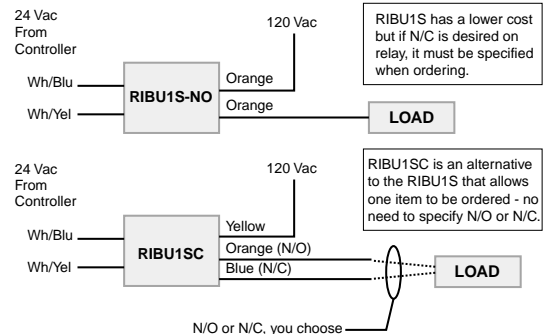 24 Vac
From
Controller
120 Vac
RIBU1S has a lower cost
but if N/C is desired on
relay, it must be specified
when ordering.
Wh/Blu
Wh/Yel
RIBU1S-NO
Orange
Orange
LOAD
24 Vac
From
Controller
120 Vac
RIBU1SC is an alternative
to the RIBU1S that allows
one item to be ordered - no
need to specify N/O or N/C.
Wh/Blu
Wh/Yel
RIBU1SC
Yellow
Orange (N/O)
Blue (N/C)
LOAD
N/O or N/C, you choose